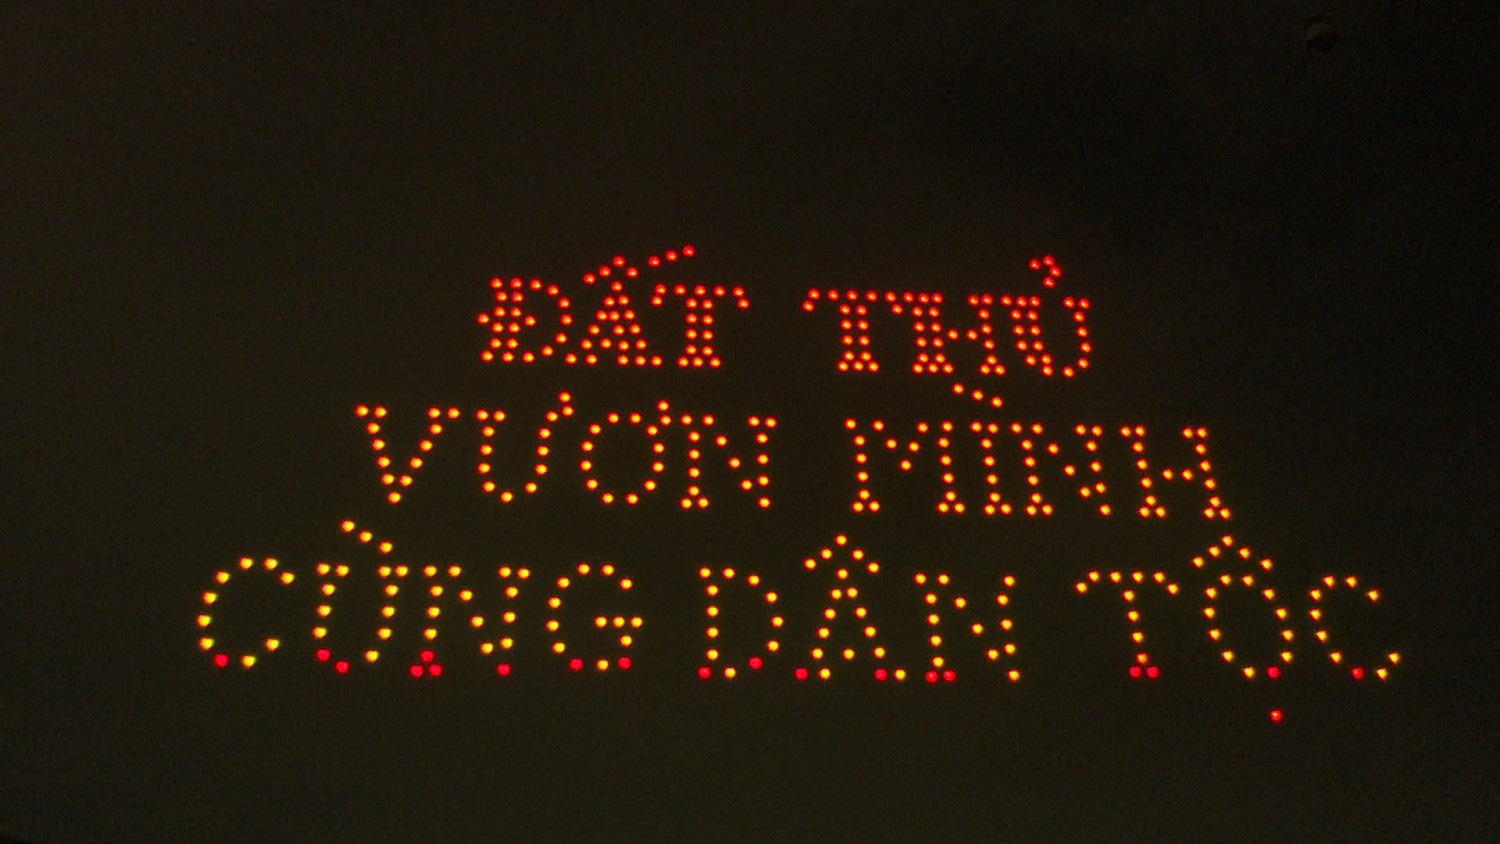 ĐẤT THỦ
VƯƠN MÌNH
CÙNG DÂN TỘC